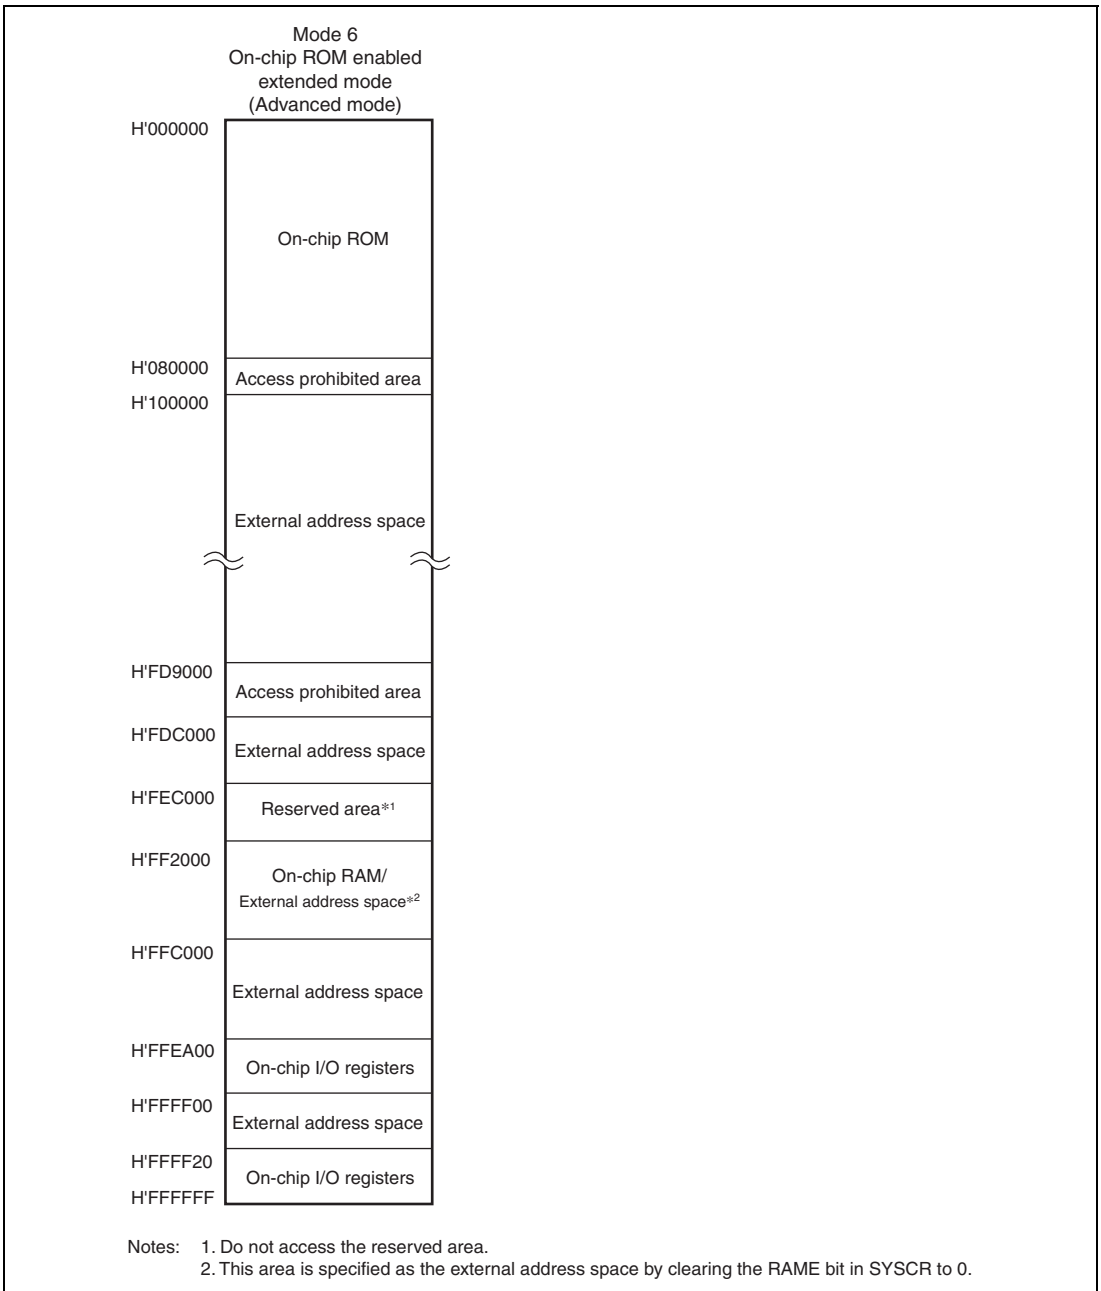 Mode 6
On-chip ROM enabled
extended mode
(Advanced mode)
H'000000
On-chip ROM
H'080000
Access prohibited area
H'100000
External address space
H'FD9000
Access prohibited area
H'FDC000
External address space
H'FEC000
Reserved area*1
H'FF2000
On-chip RAM/
External address space*2
H'FFC000
External address space
H'FFEA00
On-chip I/O registers
H'FFFF00
External address space
H'FFFF20
On-chip I/O registers
H'FFFFFF
Notes: 1. Do not access the reserved area.
2. This area is specified as the external address space by clearing the RAME bit in SYSCR to 0.